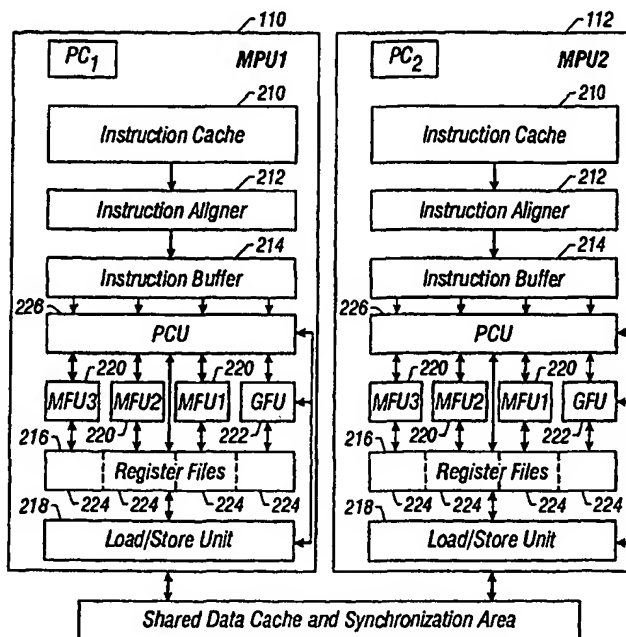 110
112
PC1
MPU1
PC2
MPU2
210
210
Instruction Cache
Instruction Cache
212
212
Instruction Aligner
Instruction Aligner
214
214
Instruction Buffer
Instruction Buffer
226
226
PCU
PCU
220
220
220
220
MFU3
MFU2
MFU1
GFU
MFU3
MFU2
MFU1
GFU
216
220
222
216
220
222
Register Files
Register Files
224
224
224
224
224
224
224
224
218
218
Load/Store Unit
Load/Store Unit
Shared Data Cache and Synchronization Area